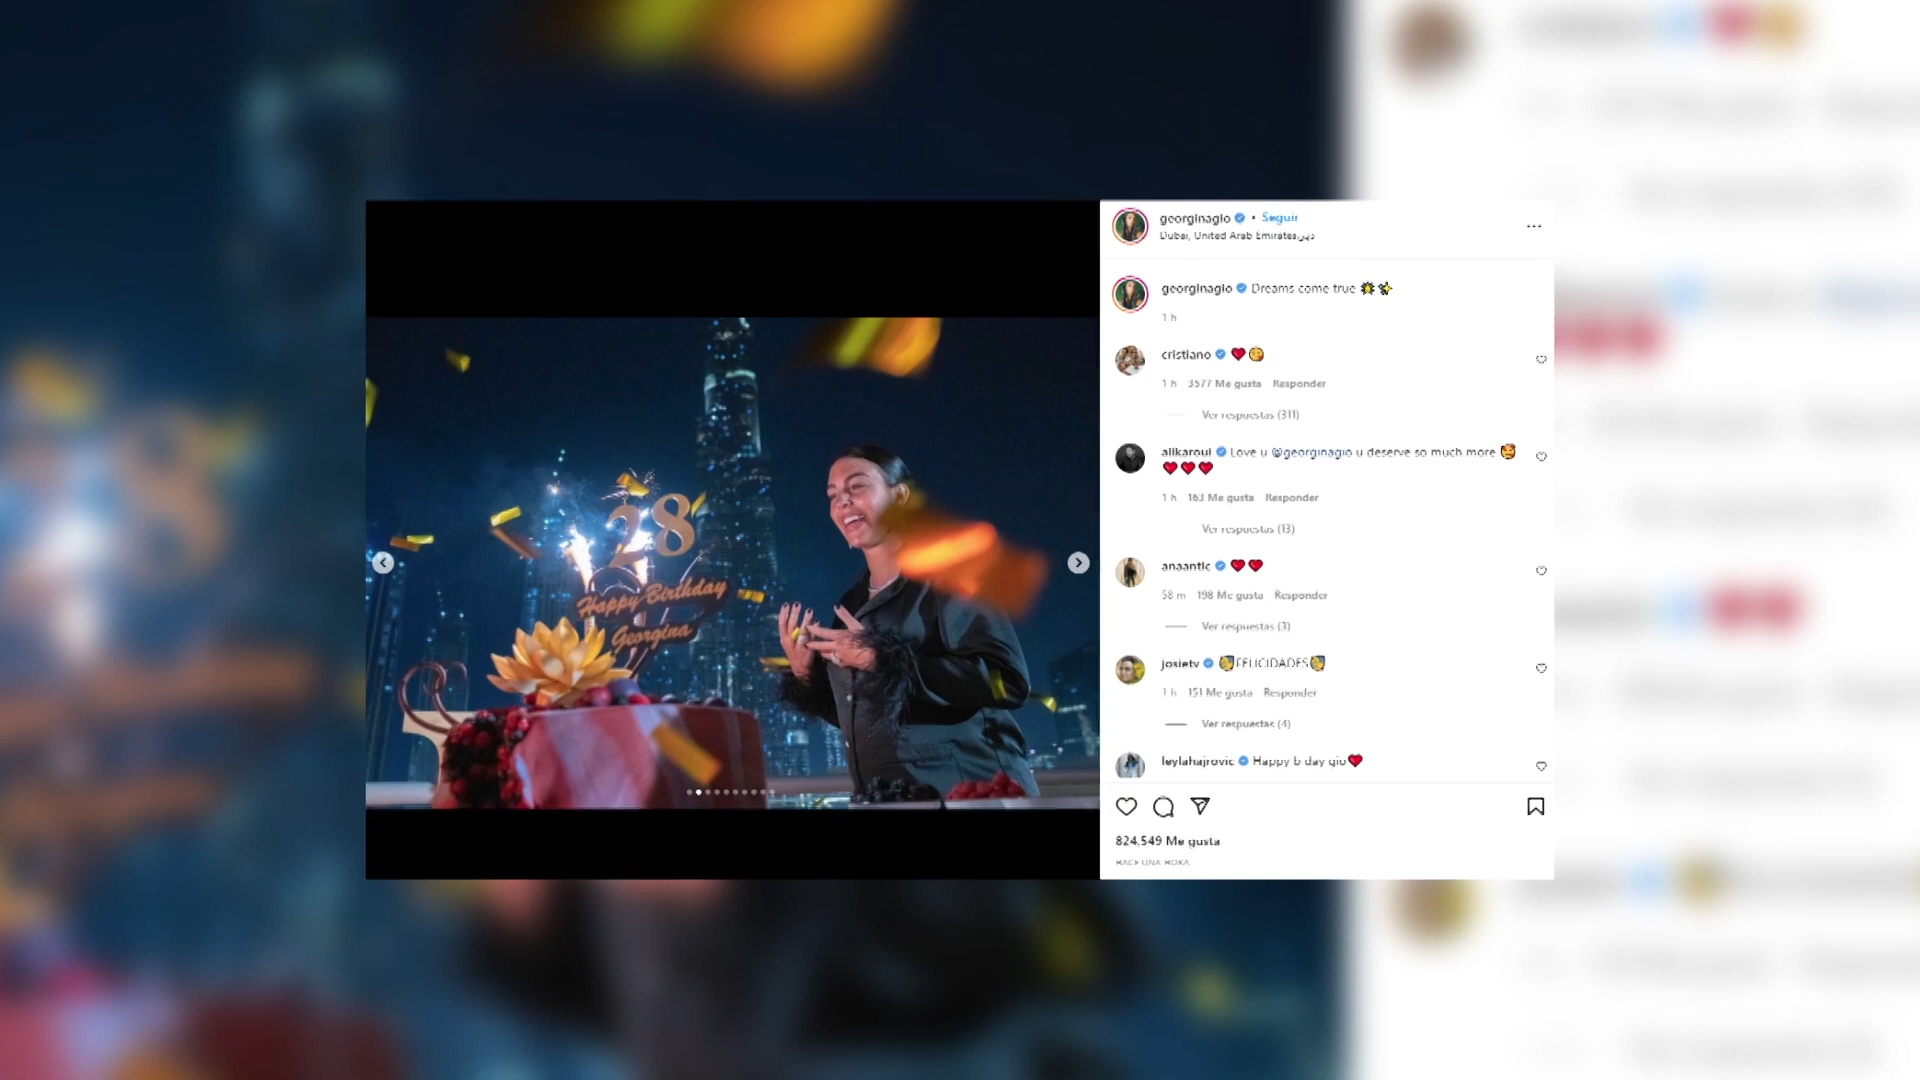 28
Happy Birthday
Georgina
georginagio • Seguir
Dubai, United Arab Emirates دبي
georginagio Dreams come true
1 h
cristiano
1 h 3577 Me gusta Responder
Ver respuestas (311)
alikaroui Love u @georginagio u deserve so much more
1 h 163 Me gusta Responder
Ver respuestas (13)
anaantic
58 m 198 Me gusta Responder
Ver respuestas (3)
josietv FELICIDADES
1 h 151 Me gusta Responder
Ver respuestas (4)
leylahajrovic Happy b day gio
824.549 Me gusta
HACE UNA HORA